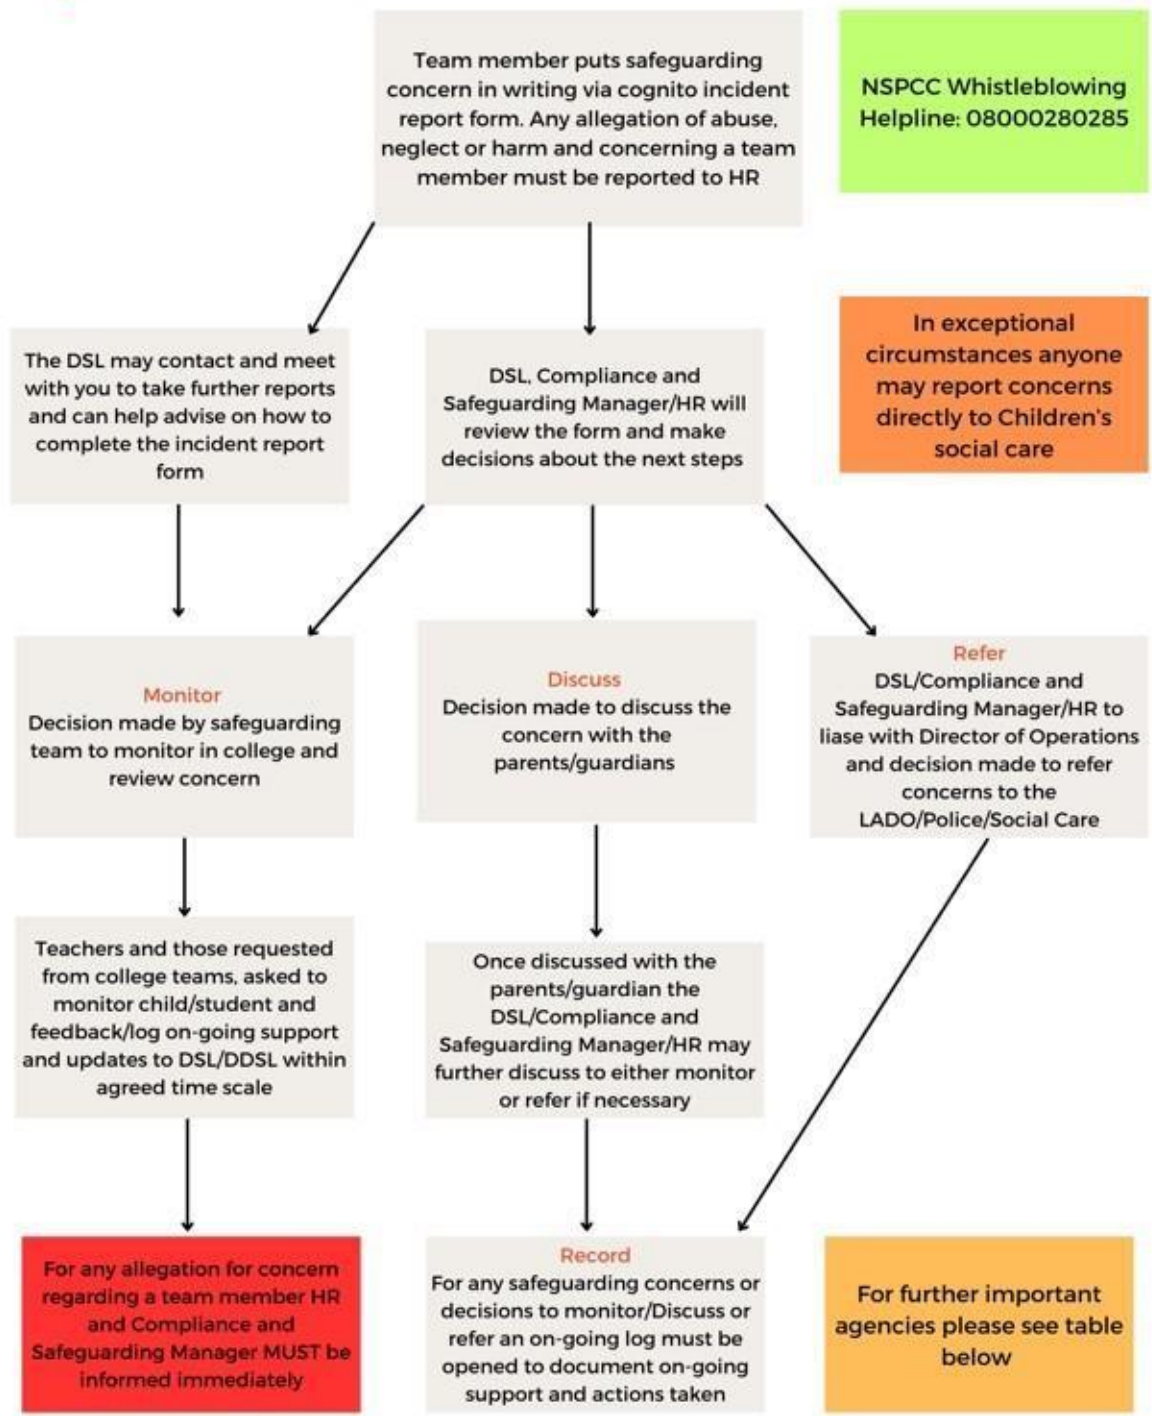 Team member puts safeguarding
concern in writing via cognito incident
report form. Any allegation of abuse,
neglect or harm and concerning a team
member must be reported to HR
NSPCC Whistleblowing
Helpline: 08000280285
In exceptional
circumstances anyone
may report concerns
directly to Children's
social care
The DSL may contact and meet
with you to take further reports
and can help advise on how to
complete the incident report
form
DSL, Compliance and
Safeguarding Manager/HR will
review the form and make
decisions about the next steps
Monitor
Decision made by safeguarding
team to monitor in college and
review concern
Discuss
Decision made to discuss the
concern with the
parents/guardians
Refer
DSL/Compliance and
Safeguarding Manager/HR to
liase with Director of Operations
and decision made to refer
concerns to the
LADO/Police/Social Care
Teachers and those requested
from college teams, asked to
monitor child/student and
feedback/log on-going support
and updates to DSL/DDSL within
agreed time scale
Once discussed with the
parents/guardian the
DSL/Compliance and
Safeguarding Manager/HR may
further discuss to either monitor
or refer if necessary
For any allegation for concern
regarding a team member HR
and Compliance and
Safeguarding Manager MUST be
informed immediately
Record
For any safeguarding concerns or
decisions to monitor/Discuss or
refer an on-going log must be
opened to document on-going
support and actions taken
For further important
agencies please see table
below